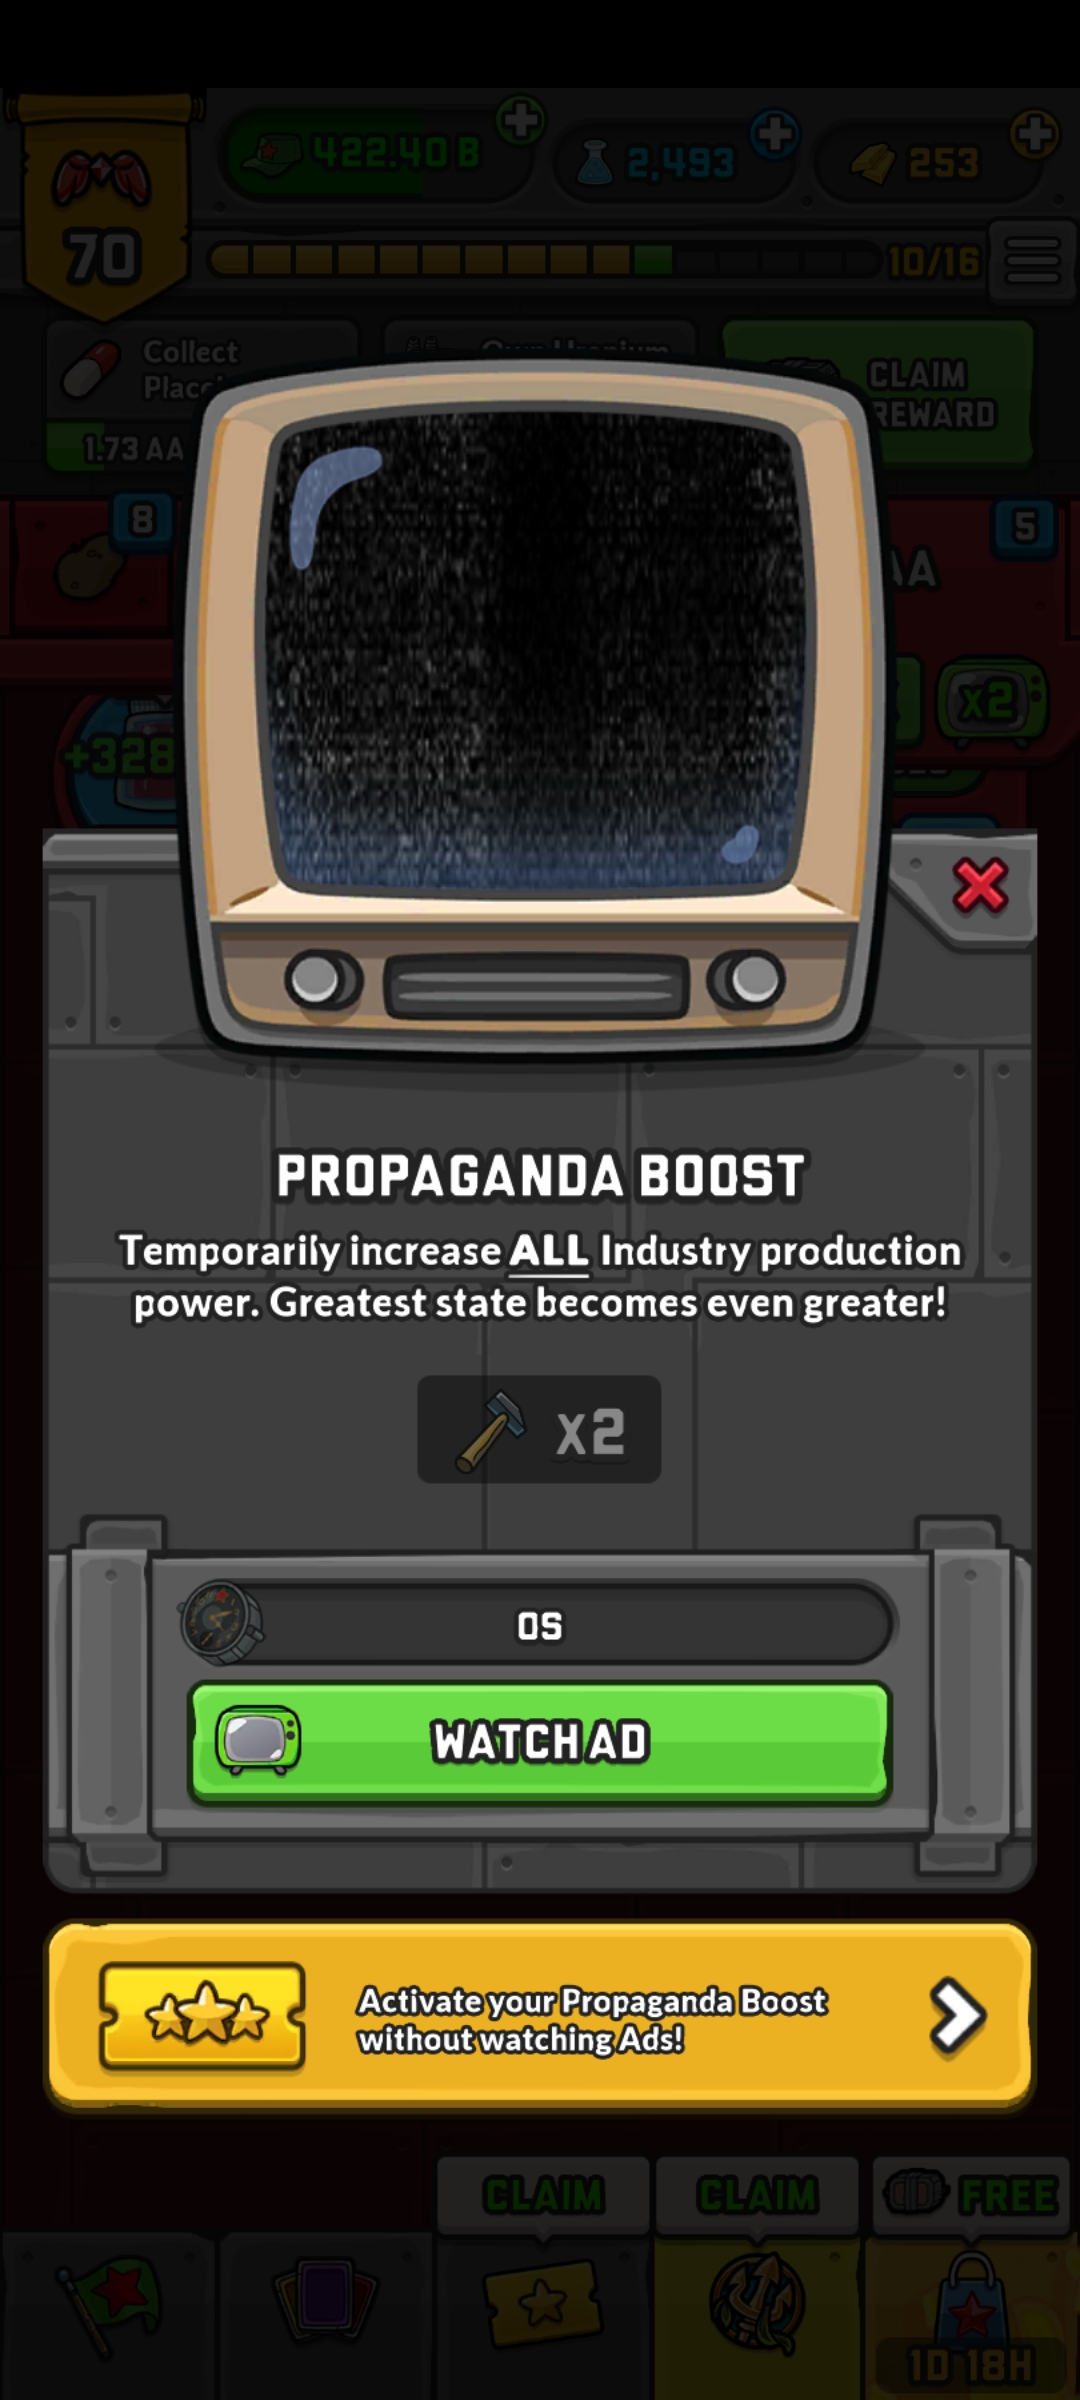 422.40 B
2,493
253
70
10/16
Collect
CLAIM
REWARD
1.73 AA
8
5
AA
x2
+328
PROPAGANDA BOOST
Temporarily increase ALL Industry production
power. Greatest state becomes even greater!
X2
0S
WATCH AD
Activate your Propaganda Boost
without watching Ads!
CLAIM
CLAIM
FREE
1D 18H